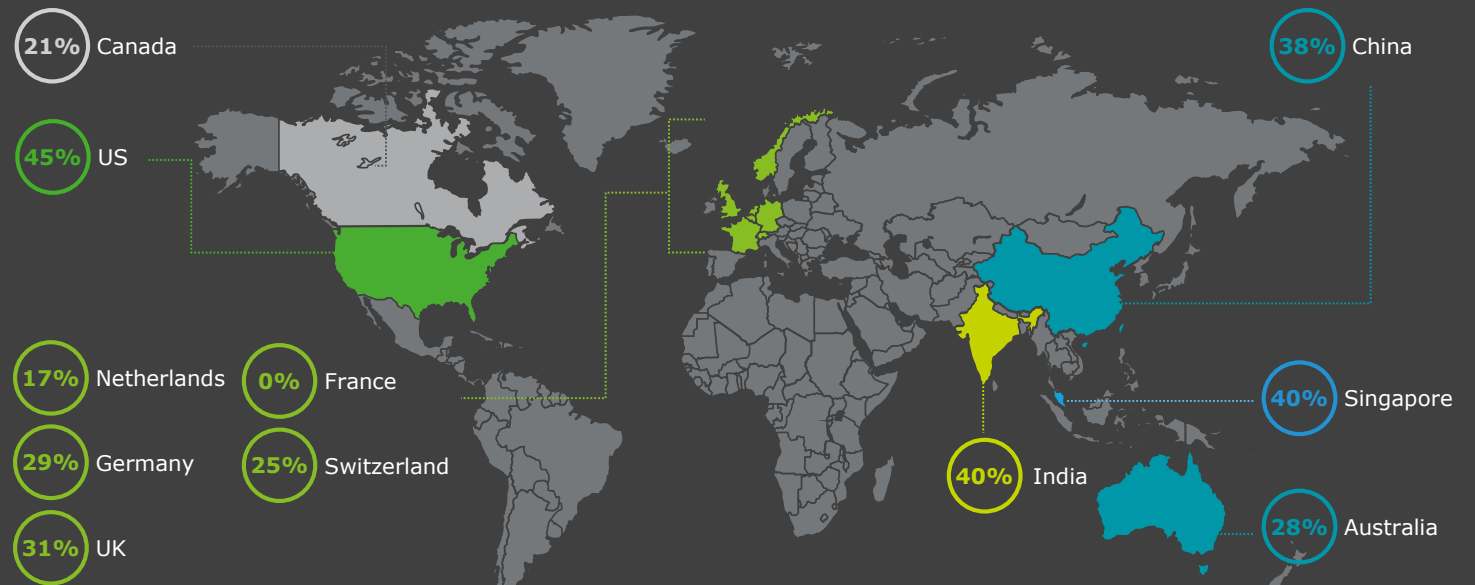 21% Canada
38% China
45% US
17% Netherlands
0% France
40% Singapore
29% Germany
25% Switzerland
40% India
28% Australia
31% UK